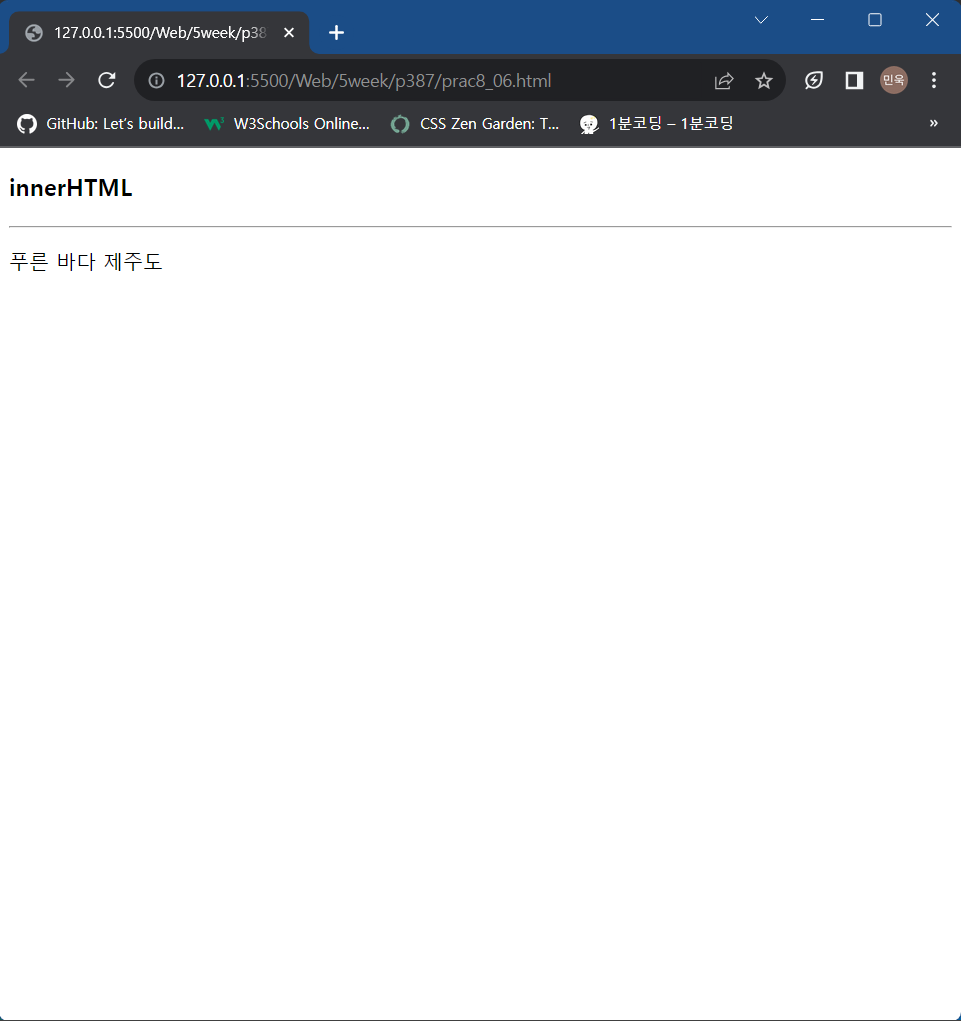 127.0.0.1:5500/Web/5week/p38
127.0.0.1:5500/Web/5week/p387/prac8_06.html
민욱
GitHub: Let's build...
W3Schools Online...
CSS Zen Garden: T...
1분코딩 – 1분코딩
»
innerHTML
푸른 바다 제주도